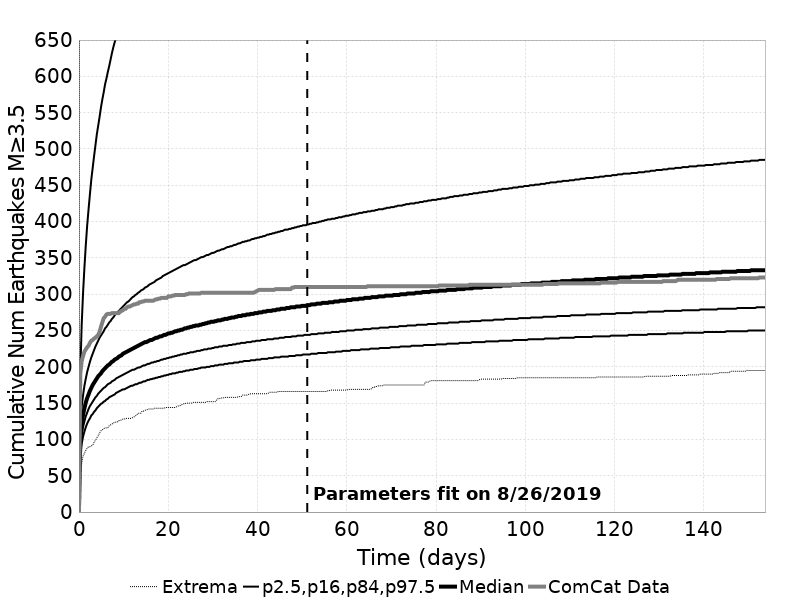 650
600
550
500
450
400
350
300
250
200
150
100
50
0
Cumulative Num Earthquakes M≥3.5
Parameters fit on 8/26/2019
0 20 40 60 80 100 120 140
Time (days)
Extrema p2.5,p16,p84,p97.5 Median ComCat Data